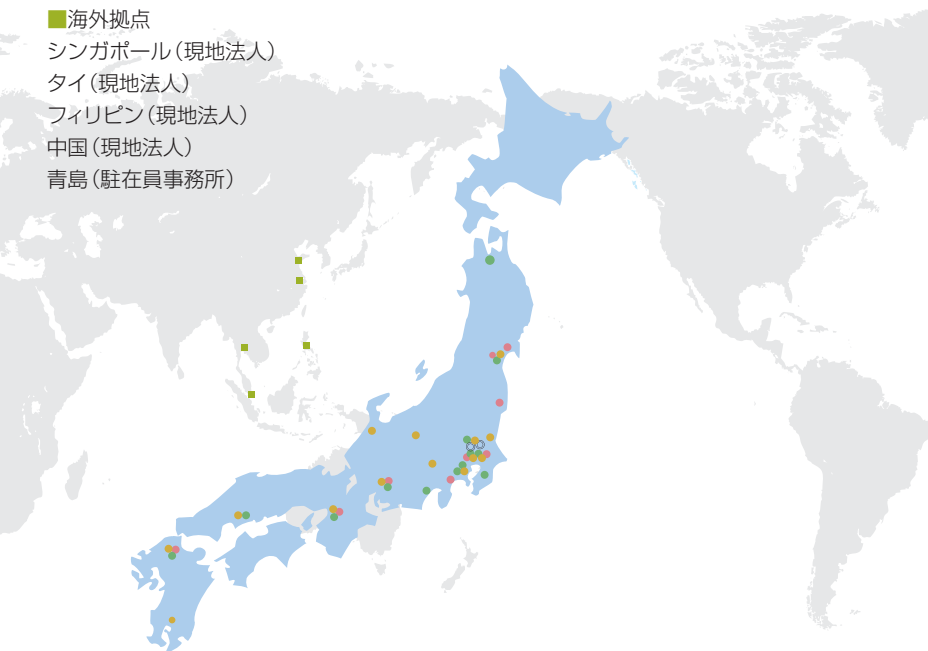 ■海外拠点
シンガポール(現地法人)
タイ(現地法人)
フィリピン(現地法人)
中国(現地法人)
青島(駐在員事務所)